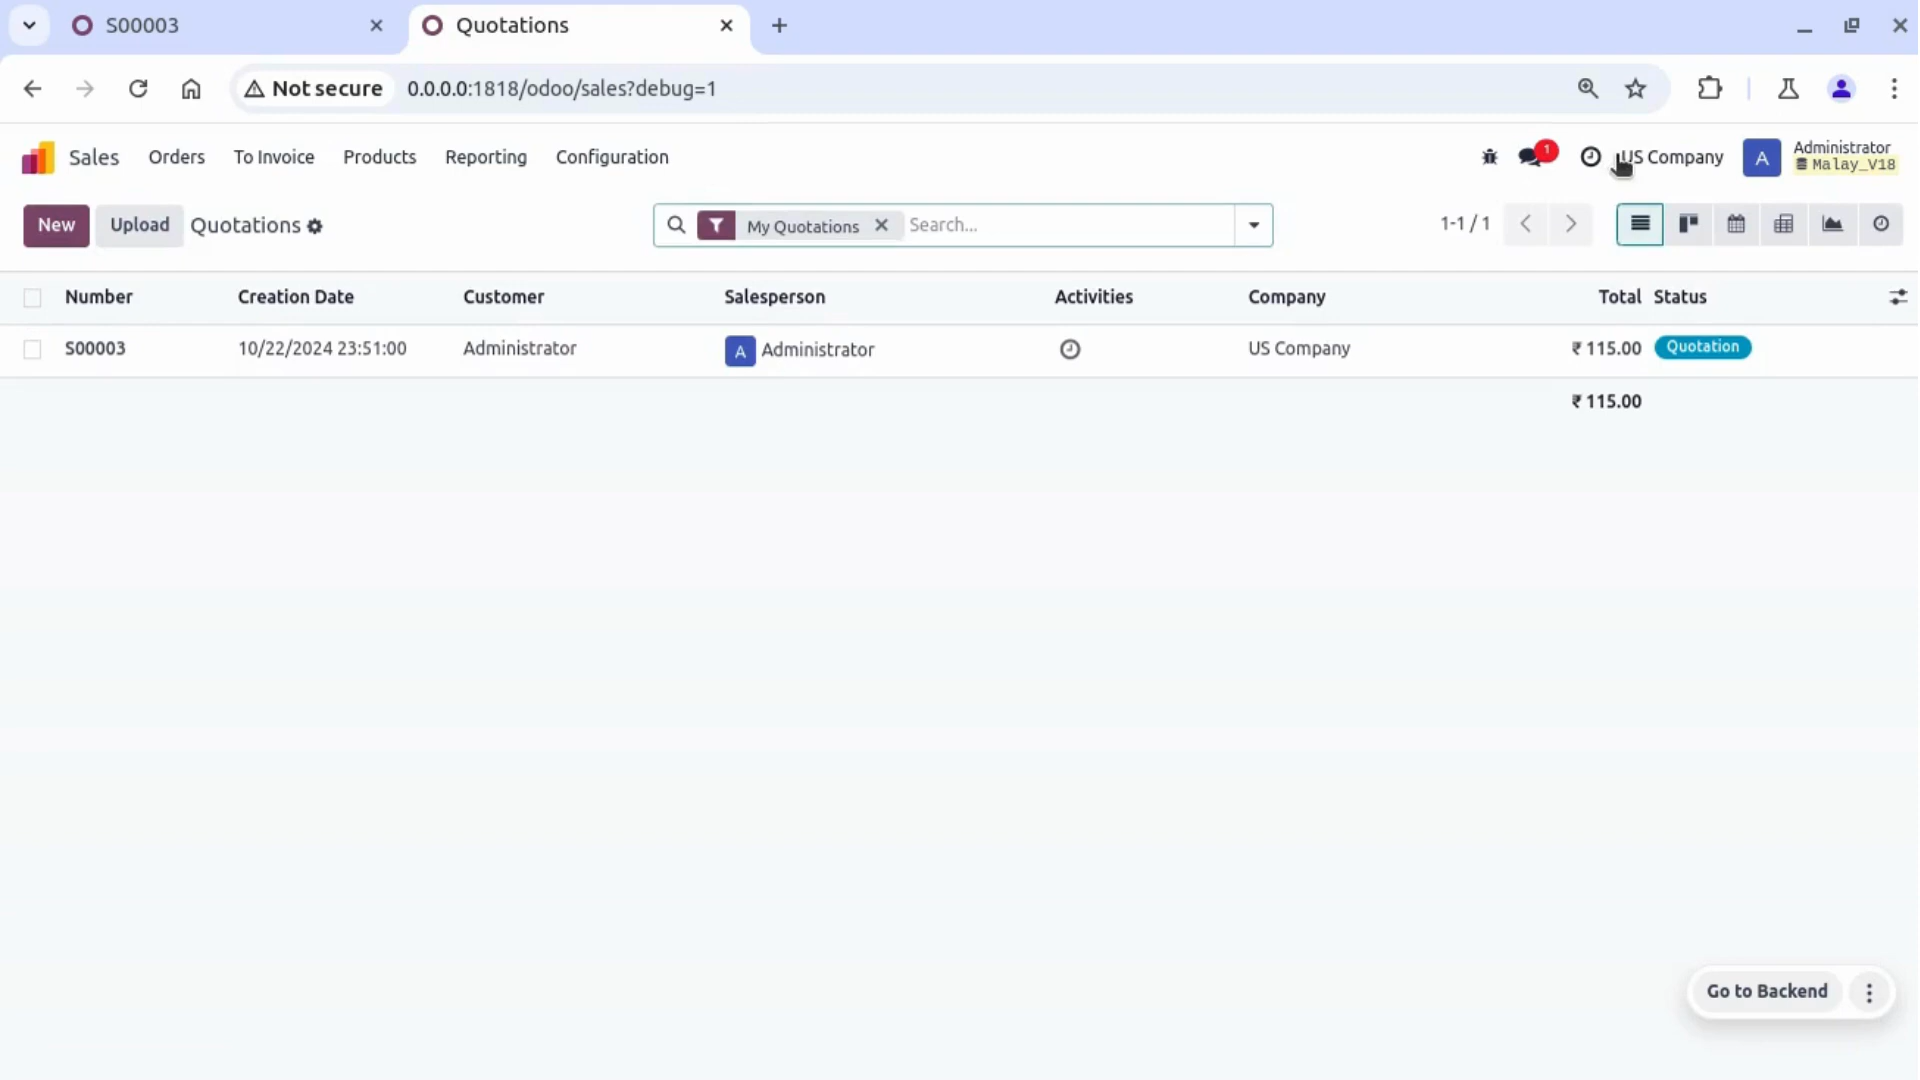 S00003
Quotations
Not secure 0.0.0.0:1818/odoo/sales?debug=1
Sales Orders To Invoice Products Reporting Configuration 1 US Company A Administrator
Malay_V18
New Upload Quotations My Quotations Search... 1-1 / 1
Number Creation Date Customer Salesperson Activities Company Total Status
S00003 10/22/2024 23:51:00 Administrator A Administrator US Company ₹ 115.00 Quotation
₹ 115.00
Go to Backend